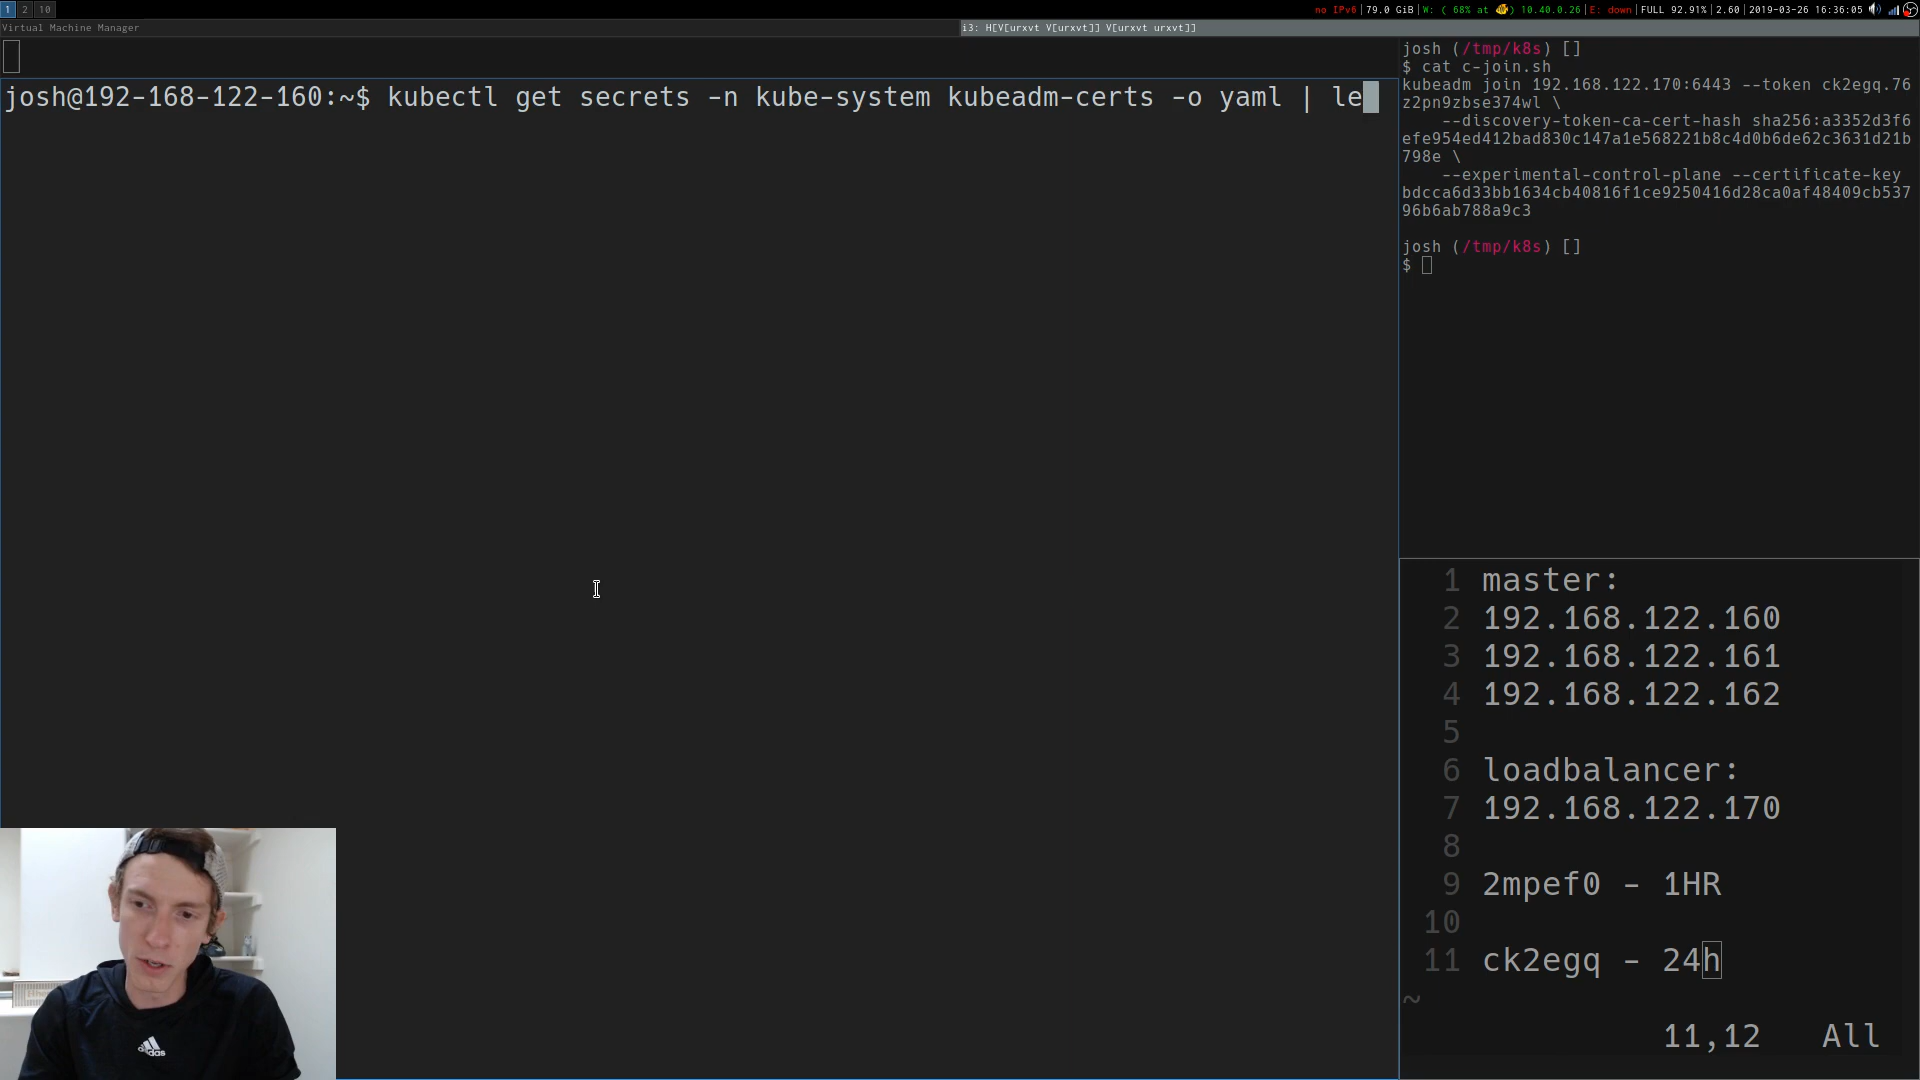 1 2 10
no IPv6|79.0 GiB|W: ( 68% at ) 10.40.0.26|E: down|FULL 92.91%|2.60|2019-03-26 16:36:05
Virtual Machine Manager
i3: H[V[urxvt V[urxvt]] V[urxvt urxvt]]
josh@192-168-122-160:~$ kubectl get secrets -n kube-system kubeadm-certs -o yaml | le
josh (/tmp/k8s) []
$ cat c-join.sh
kubeadm join 192.168.122.170:6443 --token ck2egq.76
z2pn9zbse374wl \
--discovery-token-ca-cert-hash sha256:a3352d3f6
efe954ed412bad830c147a1e568221b8c4d0b6de62c3631d21b
798e \
--experimental-control-plane --certificate-key
bdcca6d33bb1634cb40816f1ce9250416d28ca0af48409cb537
96b6ab788a9c3
josh (/tmp/k8s) []
$
1 master:
2 192.168.122.160
3 192.168.122.161
4 192.168.122.162
5
6 loadbalancer:
7 192.168.122.170
8
9 2mpef0 - 1HR
10
11 ck2egq - 24h
~
11,12 All
adidas